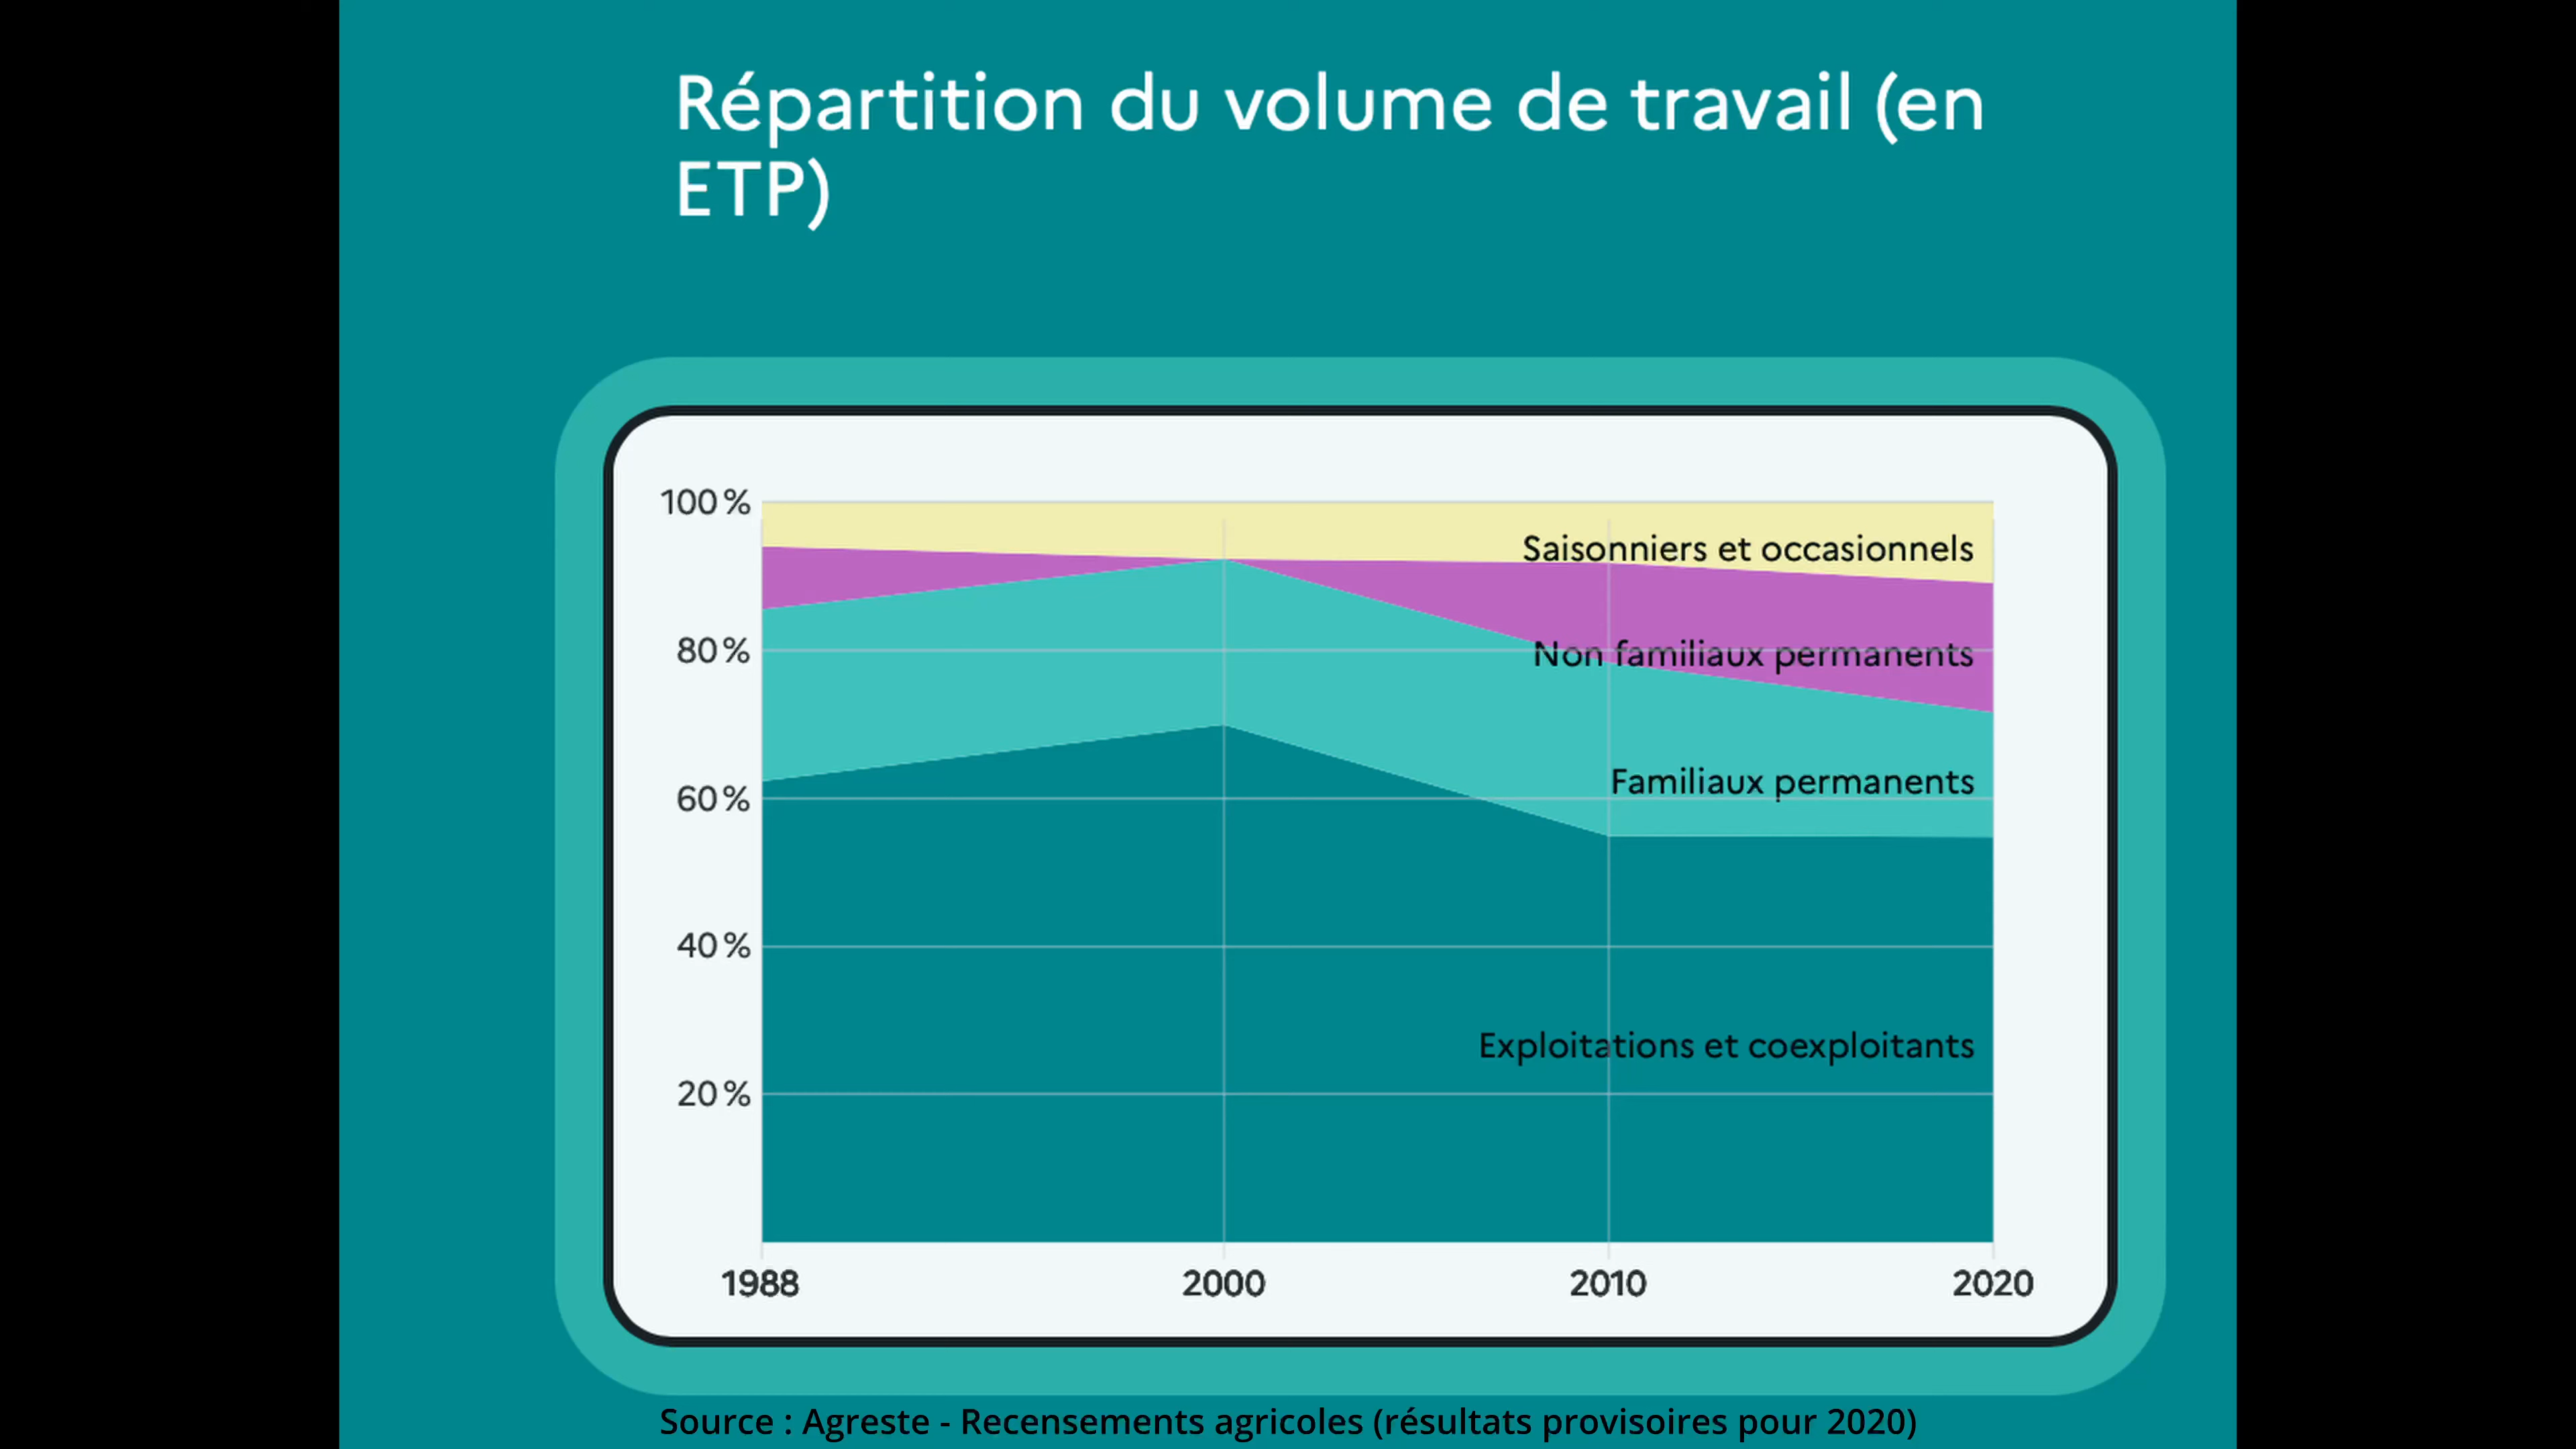 Répartition du volume de travail (en
ETP)
100 %
Saisonniers et occasionnels
80 %
Non familiaux permanents
Familiaux permanents
60 %
40 %
Exploitations et coexploitants
20 %
1988 2000 2010 2020
Source : Agreste - Recensements agricoles (résultats provisoires pour 2020)